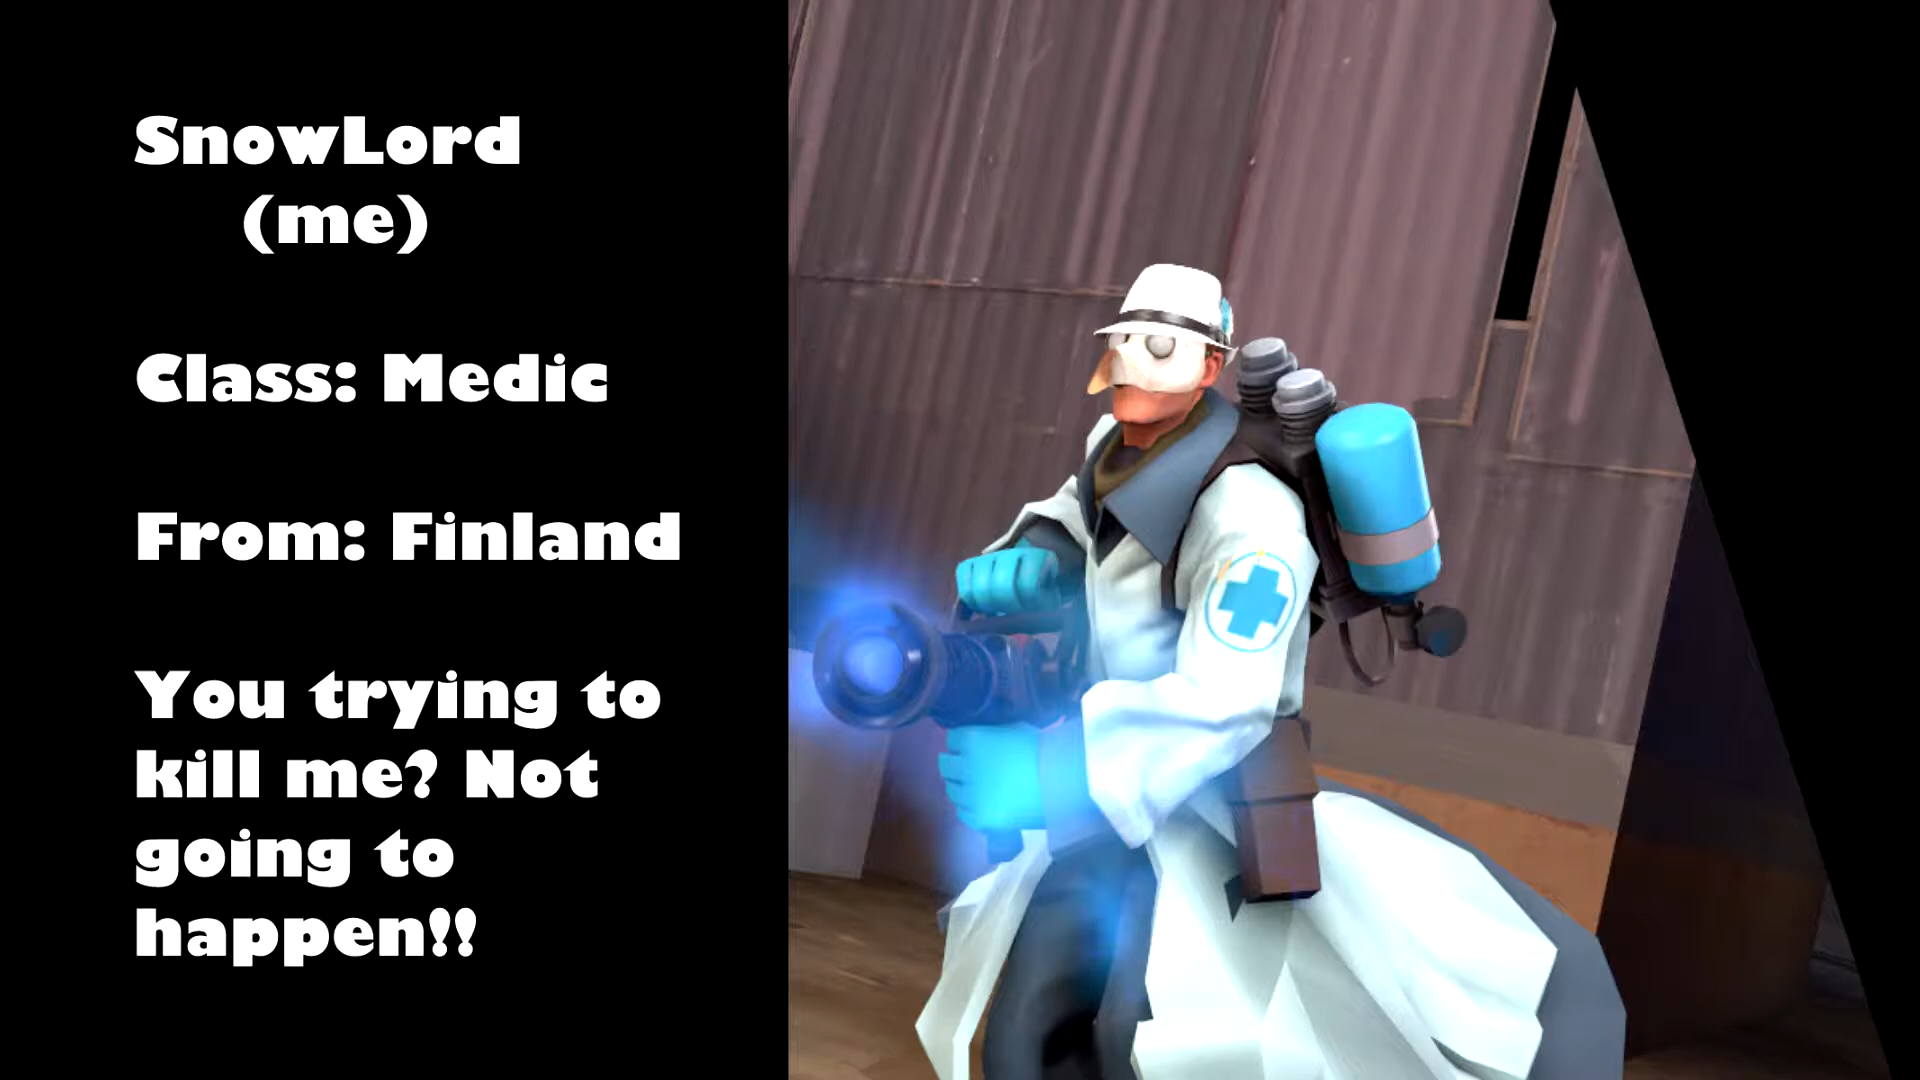 SnowLord
(me)
Class: Medic
From: Finland
You trying to
kill me? Not
going to
happen!!